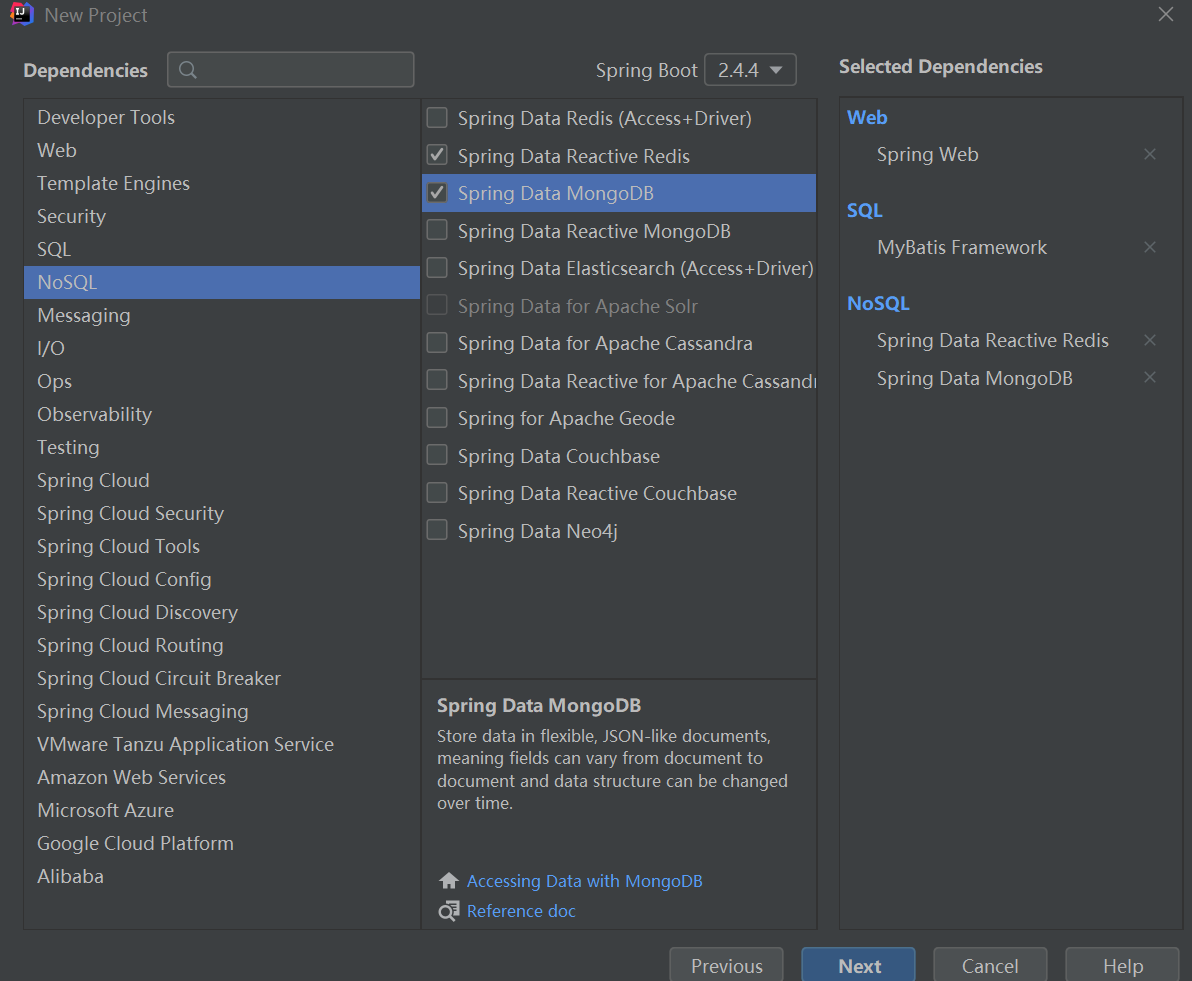 New Project
Dependencies
Spring Boot 2.4.4
Selected Dependencies
Developer Tools
Web
Template Engines
Security
SQL
NoSQL
Messaging
I/O
Ops
Observability
Testing
Spring Cloud
Spring Cloud Security
Spring Cloud Tools
Spring Cloud Config
Spring Cloud Discovery
Spring Cloud Routing
Spring Cloud Circuit Breaker
Spring Cloud Messaging
VMware Tanzu Application Service
Amazon Web Services
Microsoft Azure
Google Cloud Platform
Alibaba
Spring Data Redis (Access+Driver)
Spring Data Reactive Redis
Spring Data MongoDB
Spring Data Reactive MongoDB
Spring Data Elasticsearch (Access+Driver)
Spring Data for Apache Solr
Spring Data for Apache Cassandra
Spring Data Reactive for Apache Cassand
Spring for Apache Geode
Spring Data Couchbase
Spring Data Reactive Couchbase
Spring Data Neo4j
Spring Data MongoDB
Store data in flexible, JSON-like documents,
meaning fields can vary from document to
document and data structure can be changed
over time.
Accessing Data with MongoDB
Reference doc
Web
Spring Web
SQL
MyBatis Framework
NoSQL
Spring Data Reactive Redis
Spring Data MongoDB
Previous
Next
Cancel
Help